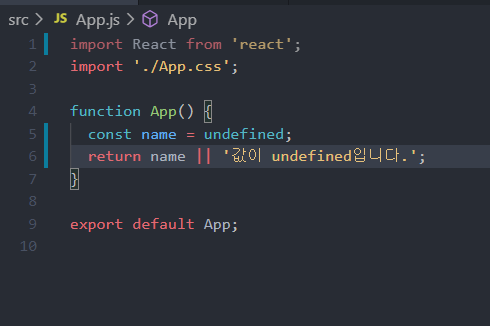 src > JS App.js > App
1 import React from 'react';
2 import './App.css';
3
4 function App() {
5 const name = undefined;
6 return name || '값이 undefined입니다.';
7 }
8
9 export default App;
10